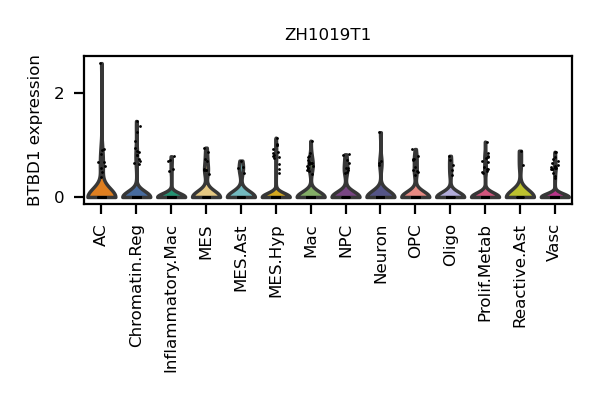 ZH1019T1
BTBD1 expression
2
0
AC
Chromatin.Reg
Inflammatory.Mac
MES
MES.Ast
MES.Hyp
Mac
NPC
Neuron
OPC
Oligo
Prolif.Metab
Reactive.Ast
Vasc